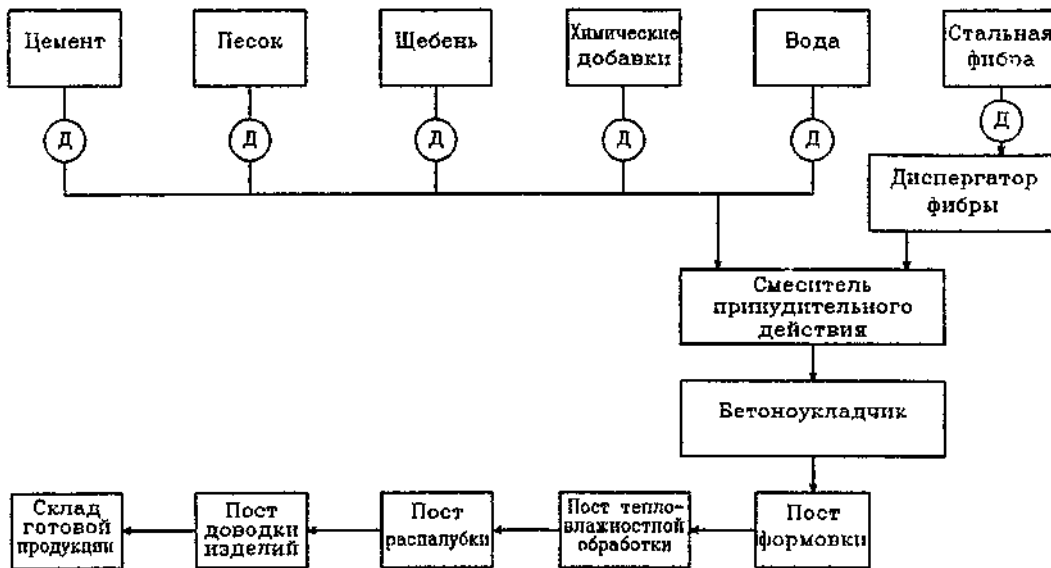 Цемент
Песок
Щебень
Химические
добавки
Вода
Стальная
фибра
Д
Д
Д
Д
Д
Д
Диспергатор
фибры
Смеситель
принудительного
действия
Бетоноукладчик
Склад
готовой
продукции
Пост
доводки
изделий
Пост
распалубки
Пост тепло-
влажностной
обработки
Пост
формовки